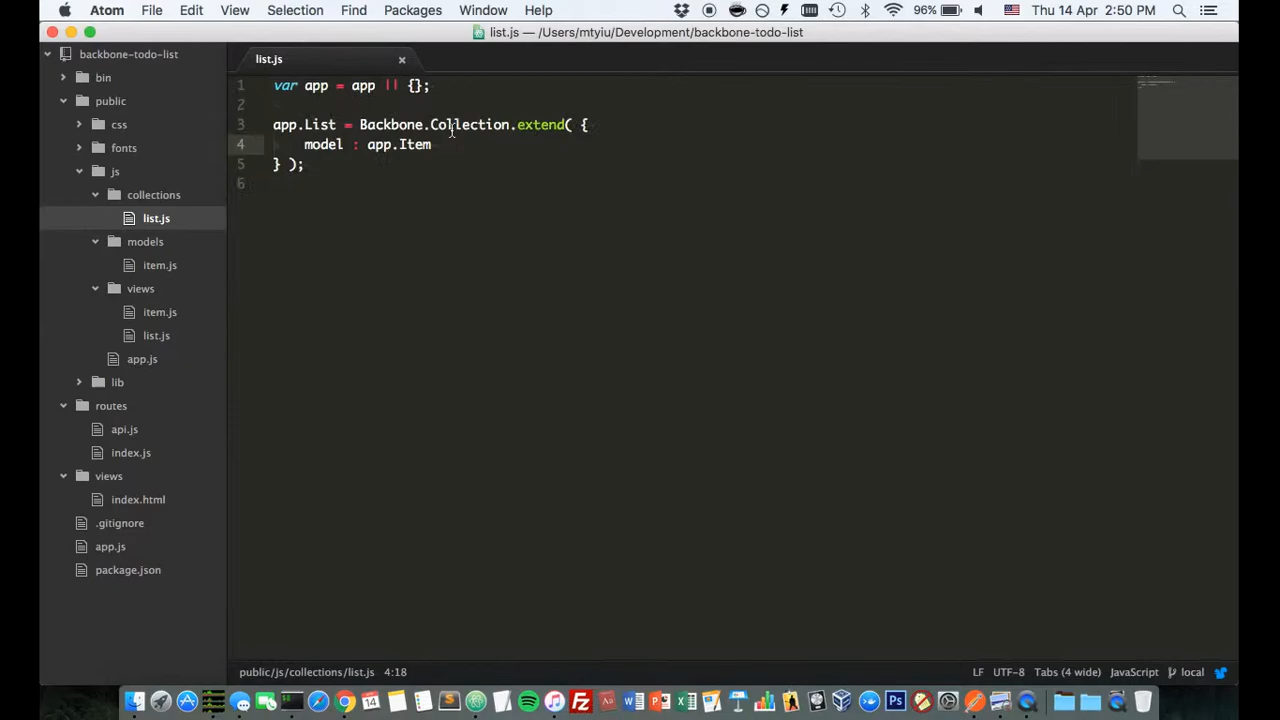 Atom File Edit View Selection Find Packages Window Help 96% Thu 14 Apr 2:50 PM
list.js — /Users/mtyiu/Development/backbone-todo-list
backbone-todo-list
bin
public
css
fonts
js
collections
list.js
models
item.js
views
item.js
list.js
app.js
lib
routes
api.js
index.js
views
index.html
.gitignore
app.js
package.json
list.js
1 var app = app || {};
2
3 app.List = Backbone.Collection.extend( {
4 model : app.Item
5 } );
6
public/js/collections/list.js 4:18 LF UTF-8 Tabs (4 wide) JavaScript local